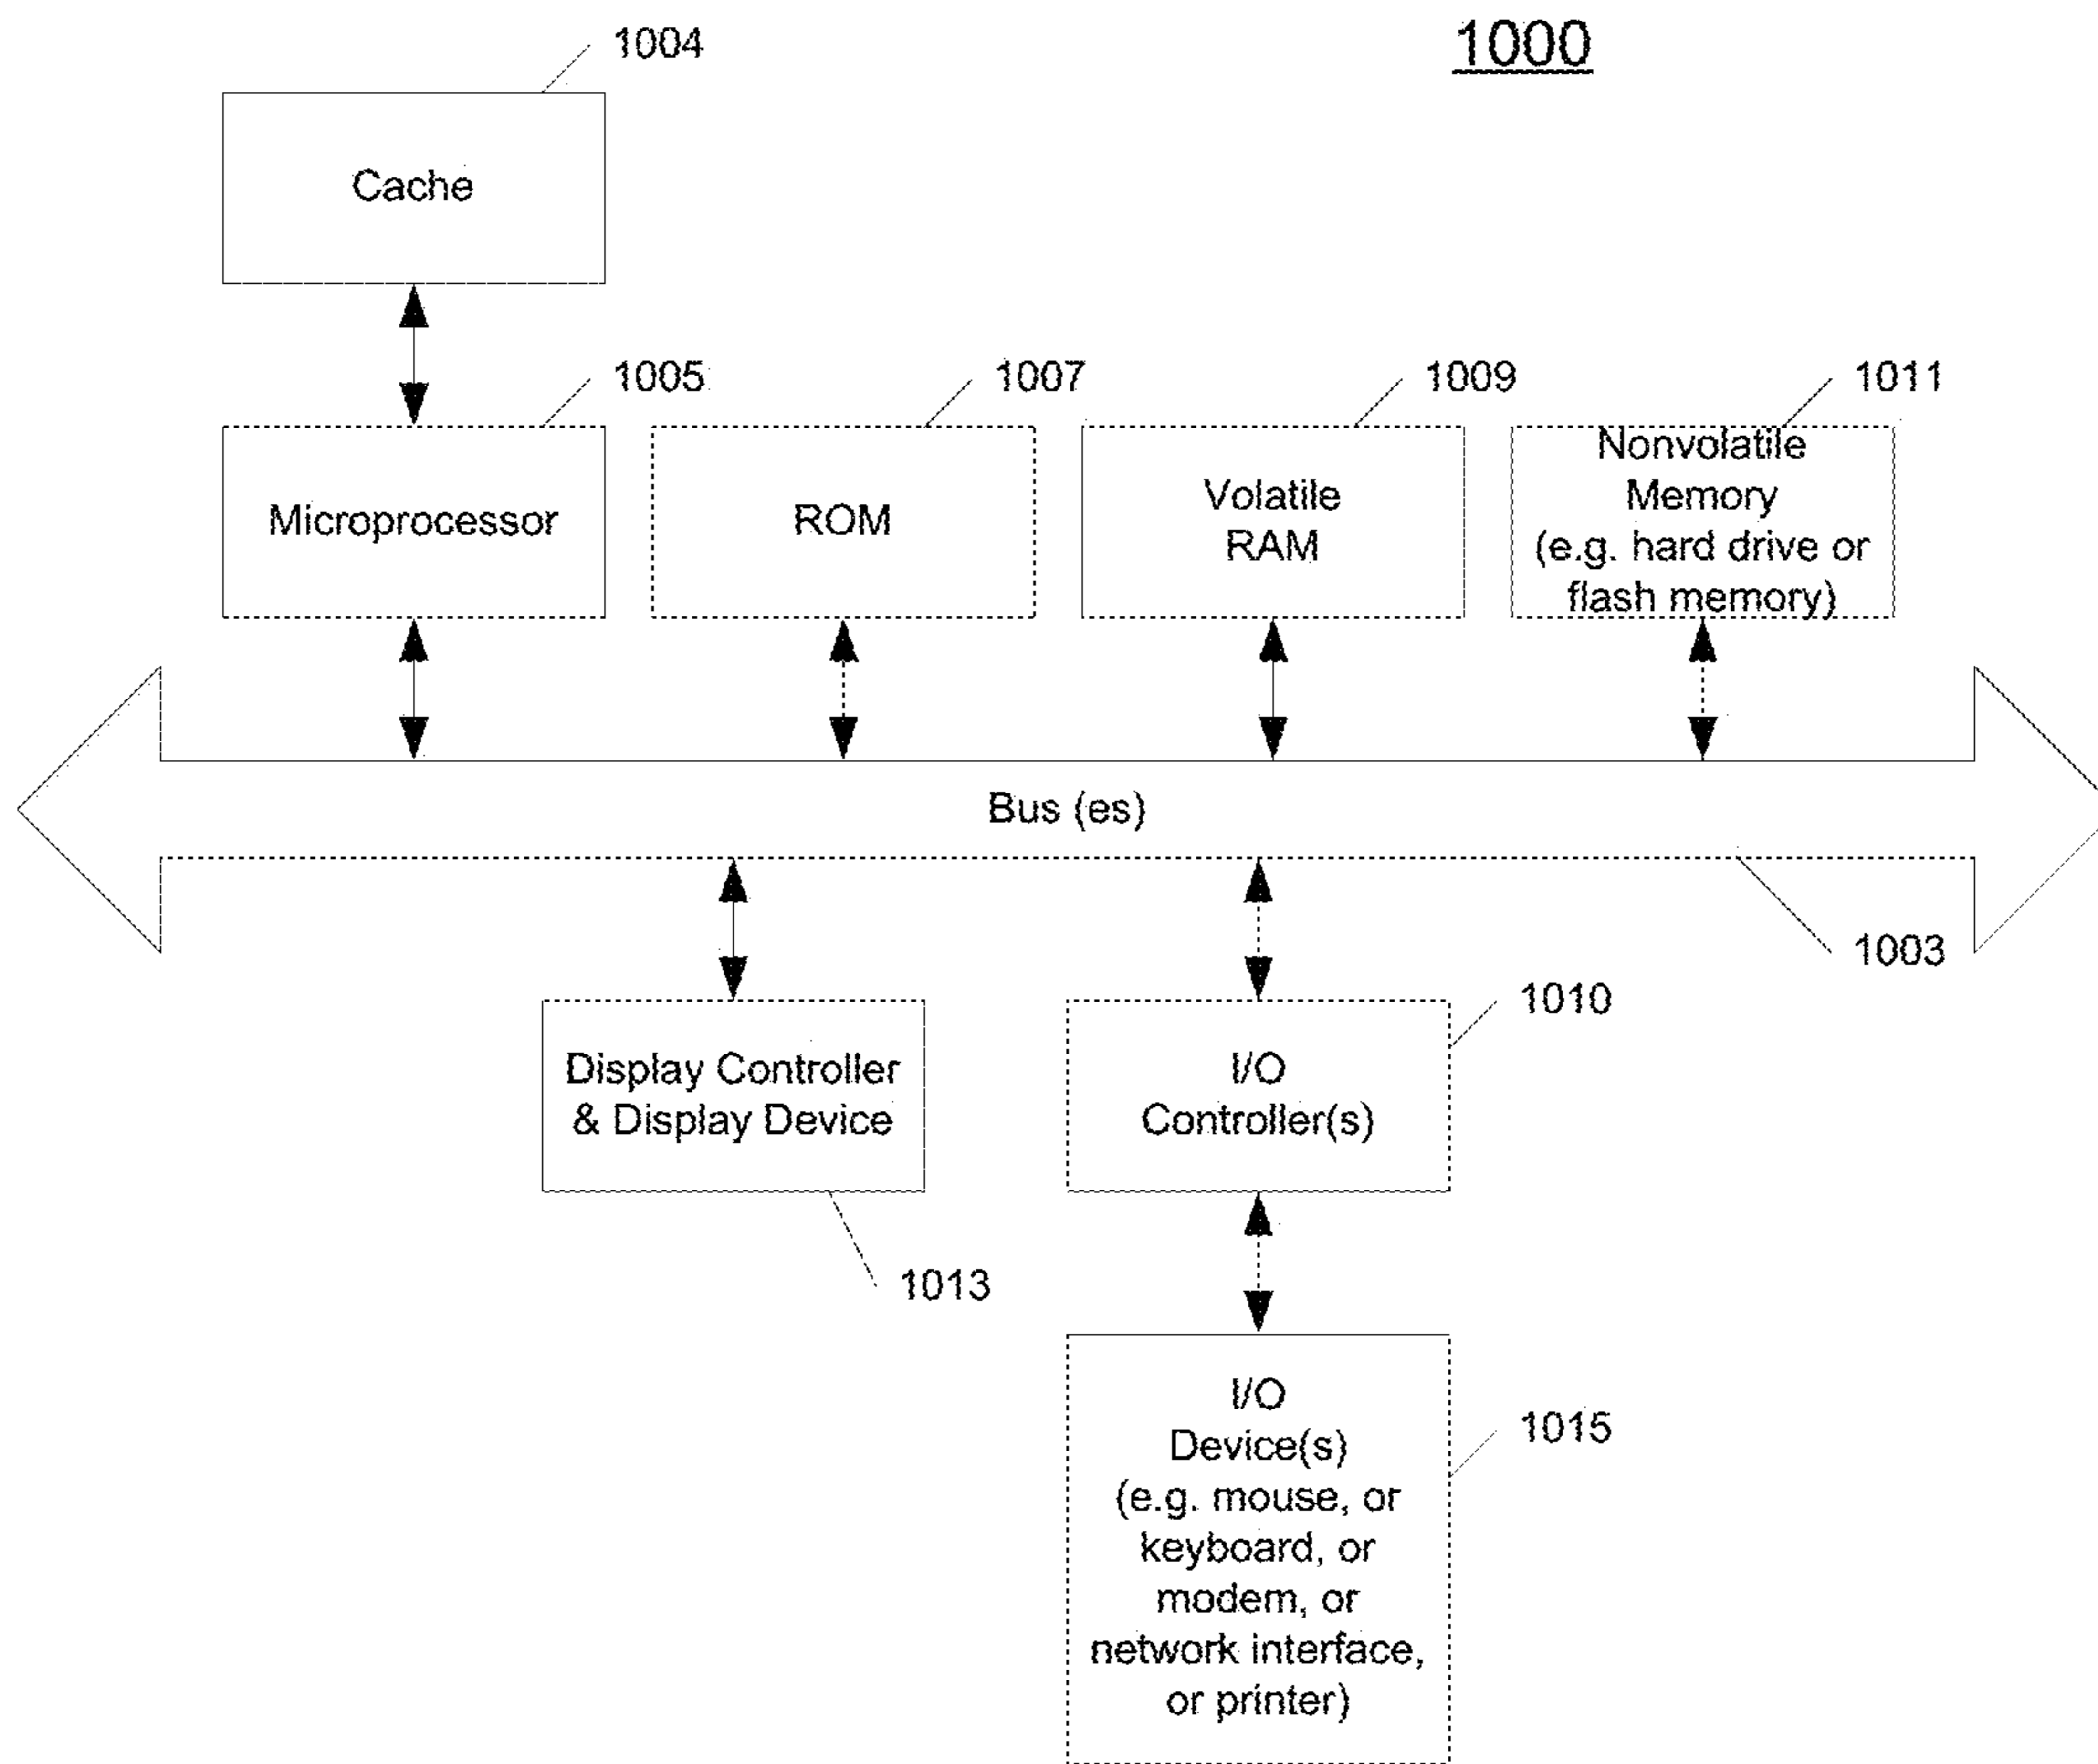 1000
1004
Cache
1005
1007
1009
1011
Microprocessor
ROM
Volatile
RAM
Nonvolatile
Memory
(e.g. hard drive or
flash memory)
Bus (es)
1003
Display Controller
& Display Device
1013
1010
I/O
Controller(s)
1015
I/O
Device(s)
(e.g. mouse, or
keyboard, or
modem, or
network interface,
or printer)